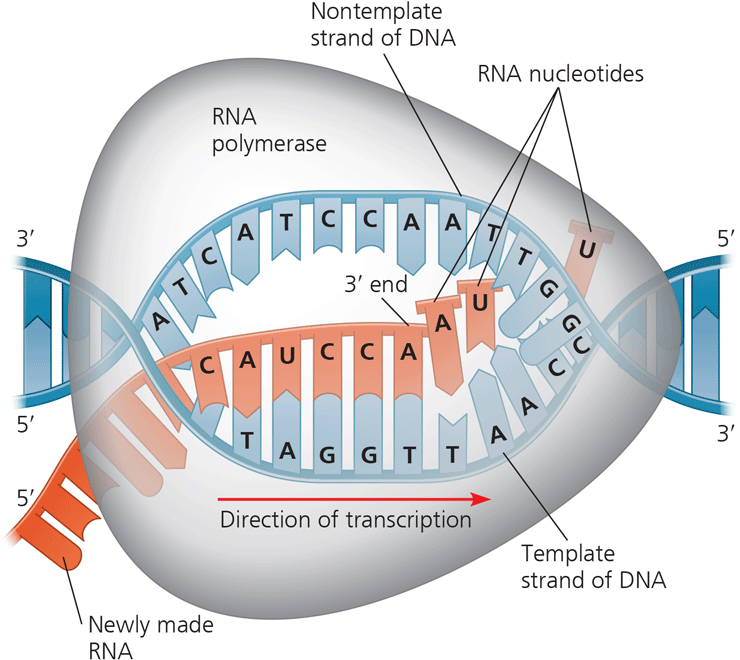 Nontemplate
strand of DNA
RNA nucleotides
RNA
polymerase
3′
5′
A T C A T C C A A T T G G
U
3′ end
A U
C A U C C A
C C
T A G G T T A A
5′
3′
5′
Direction of transcription
Template
strand of DNA
Newly made
RNA